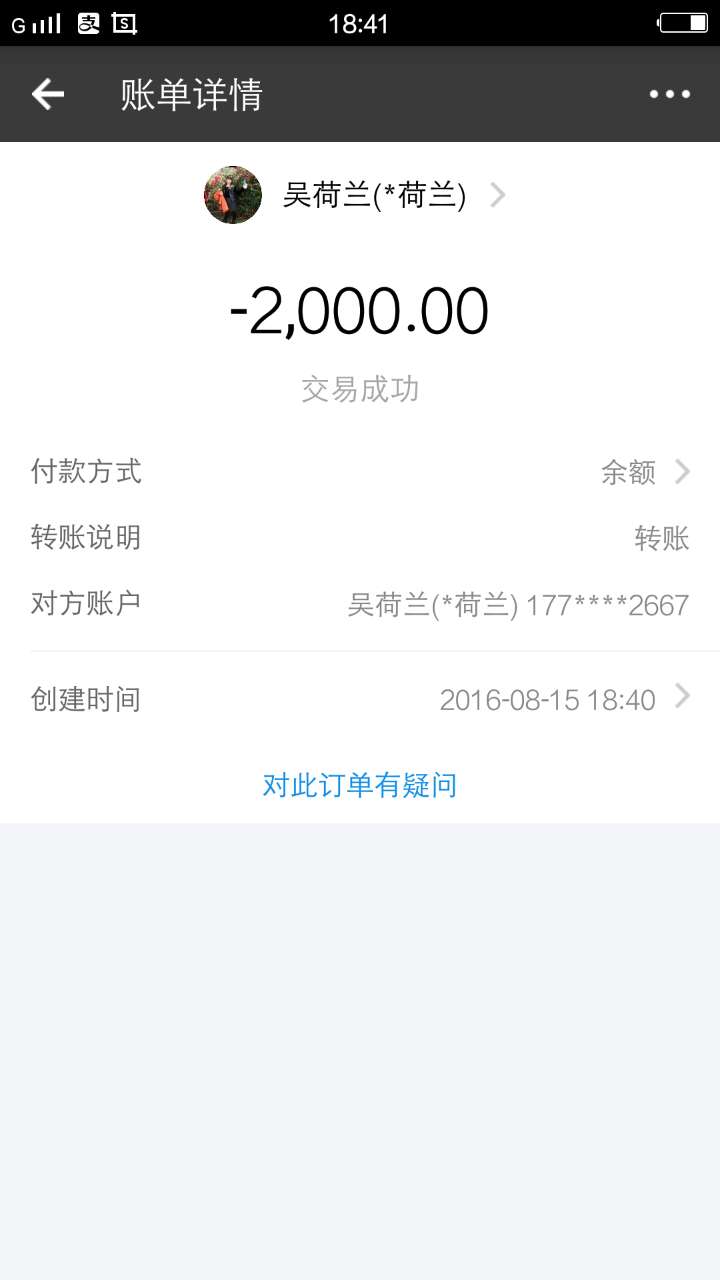 G 支 S 18:41
账单详情
吴荷兰(*荷兰)
-2,000.00
交易成功
付款方式 余额
转账说明 转账
对方账户 吴荷兰(*荷兰) 177****2667
创建时间 2016-08-15 18:40
对此订单有疑问